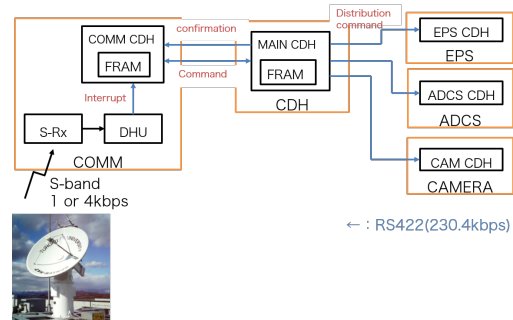 Distribution
command
confirmation
COMM CDH
FRAM
Command
MAIN CDH
FRAM
CDH
EPS CDH
EPS
ADCS CDH
ADCS
Interrupt
S-Rx
DHU
COMM
CAM CDH
CAMERA
S-band
1 or 4kbps
← : RS422(230.4kbps)